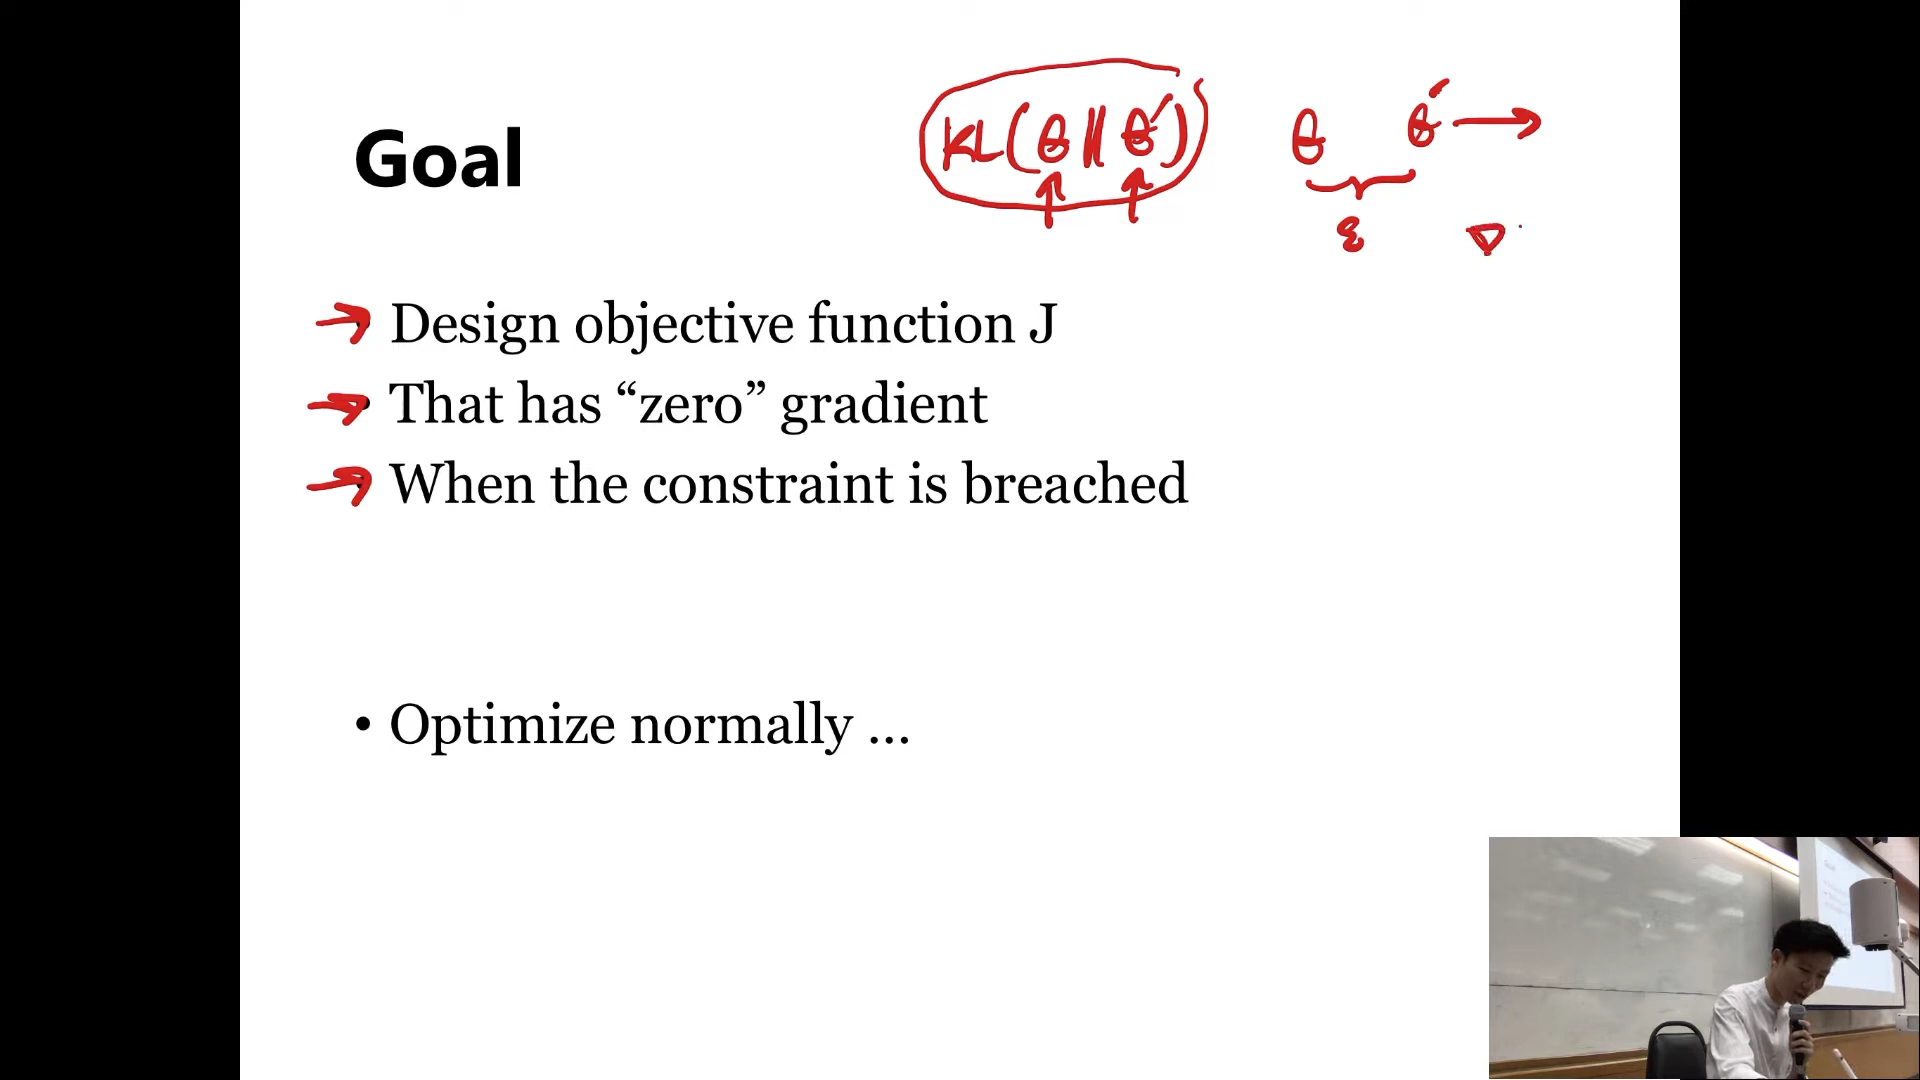 Goal
KL(θ||θ′) θ θ′ →
ε ∇
Design objective function J
That has “zero” gradient
When the constraint is breached
• Optimize normally ...